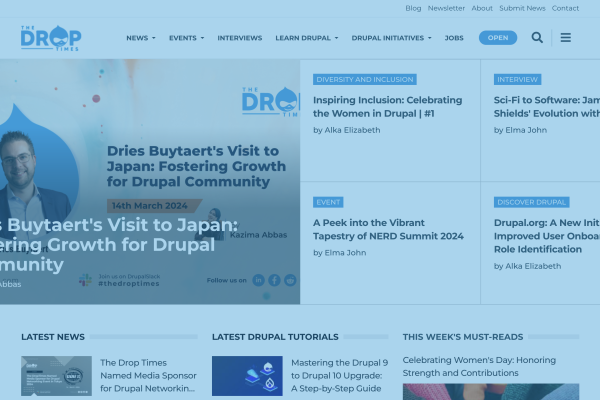 Blog Newsletter About Submit News Contact
THE DROP TIMES
NEWS EVENTS INTERVIEWS LEARN DRUPAL DRUPAL INITIATIVES JOBS OPEN
THE
DRO
TIM
Dries Buytaert's Visit to
Japan: Fostering Growth
for Drupal Community
14th March 2024
Kazima Abbas
s Buytaert's Visit to Japan:
ering Growth for Drupal
munity
Abbas
Join us on DrupalSlack
#thedroptimes
Follow us on
DIVERSITY AND INCLUSION
Inspiring Inclusion: Celebrating
the Women in Drupal | #1
by Alka Elizabeth
INTERVIEW
Sci-Fi to Software: Jam
Shields' Evolution with
by Elma John
EVENT
A Peek into the Vibrant
Tapestry of NERD Summit 2024
by Elma John
DISCOVER DRUPAL
Drupal.org: A New Init
Improved User Onboa
Role Identification
by Alka Elizabeth
LATEST NEWS
The Drop Times
Named Media Sponsor
for Drupal Networkin...
LATEST DRUPAL TUTORIALS
Mastering the Drupal 9
to Drupal 10 Upgrade:
A Step-by-Step Guide
THIS WEEK'S MUST-READS
Celebrating Women's Day: Honoring
Strength and Contributions